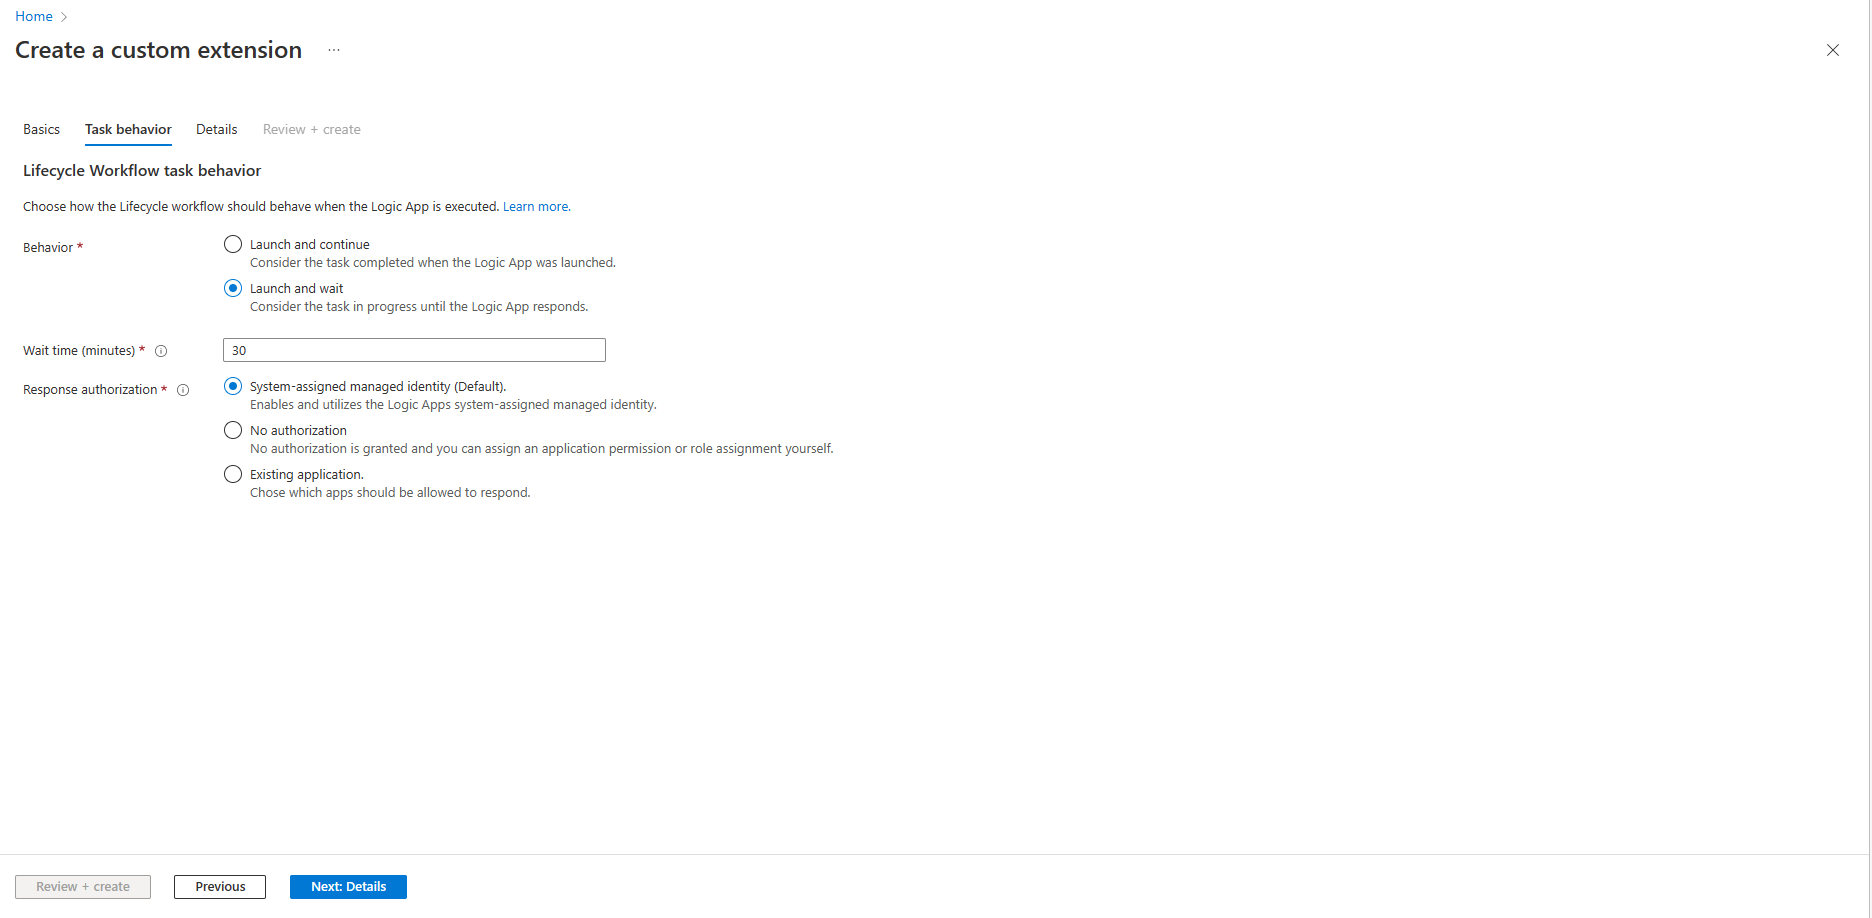 Home
Create a custom extension ...
Basics Task behavior Details Review + create
Lifecycle Workflow task behavior
Choose how the Lifecycle workflow should behave when the Logic App is executed. Learn more.
Behavior *
Launch and continue
Consider the task completed when the Logic App was launched.
Launch and wait
Consider the task in progress until the Logic App responds.
Wait time (minutes) * 30
Response authorization *
System-assigned managed identity (Default).
Enables and utilizes the Logic Apps system-assigned managed identity.
No authorization
No authorization is granted and you can assign an application permission or role assignment yourself.
Existing application.
Chose which apps should be allowed to respond.
Review + create Previous Next: Details